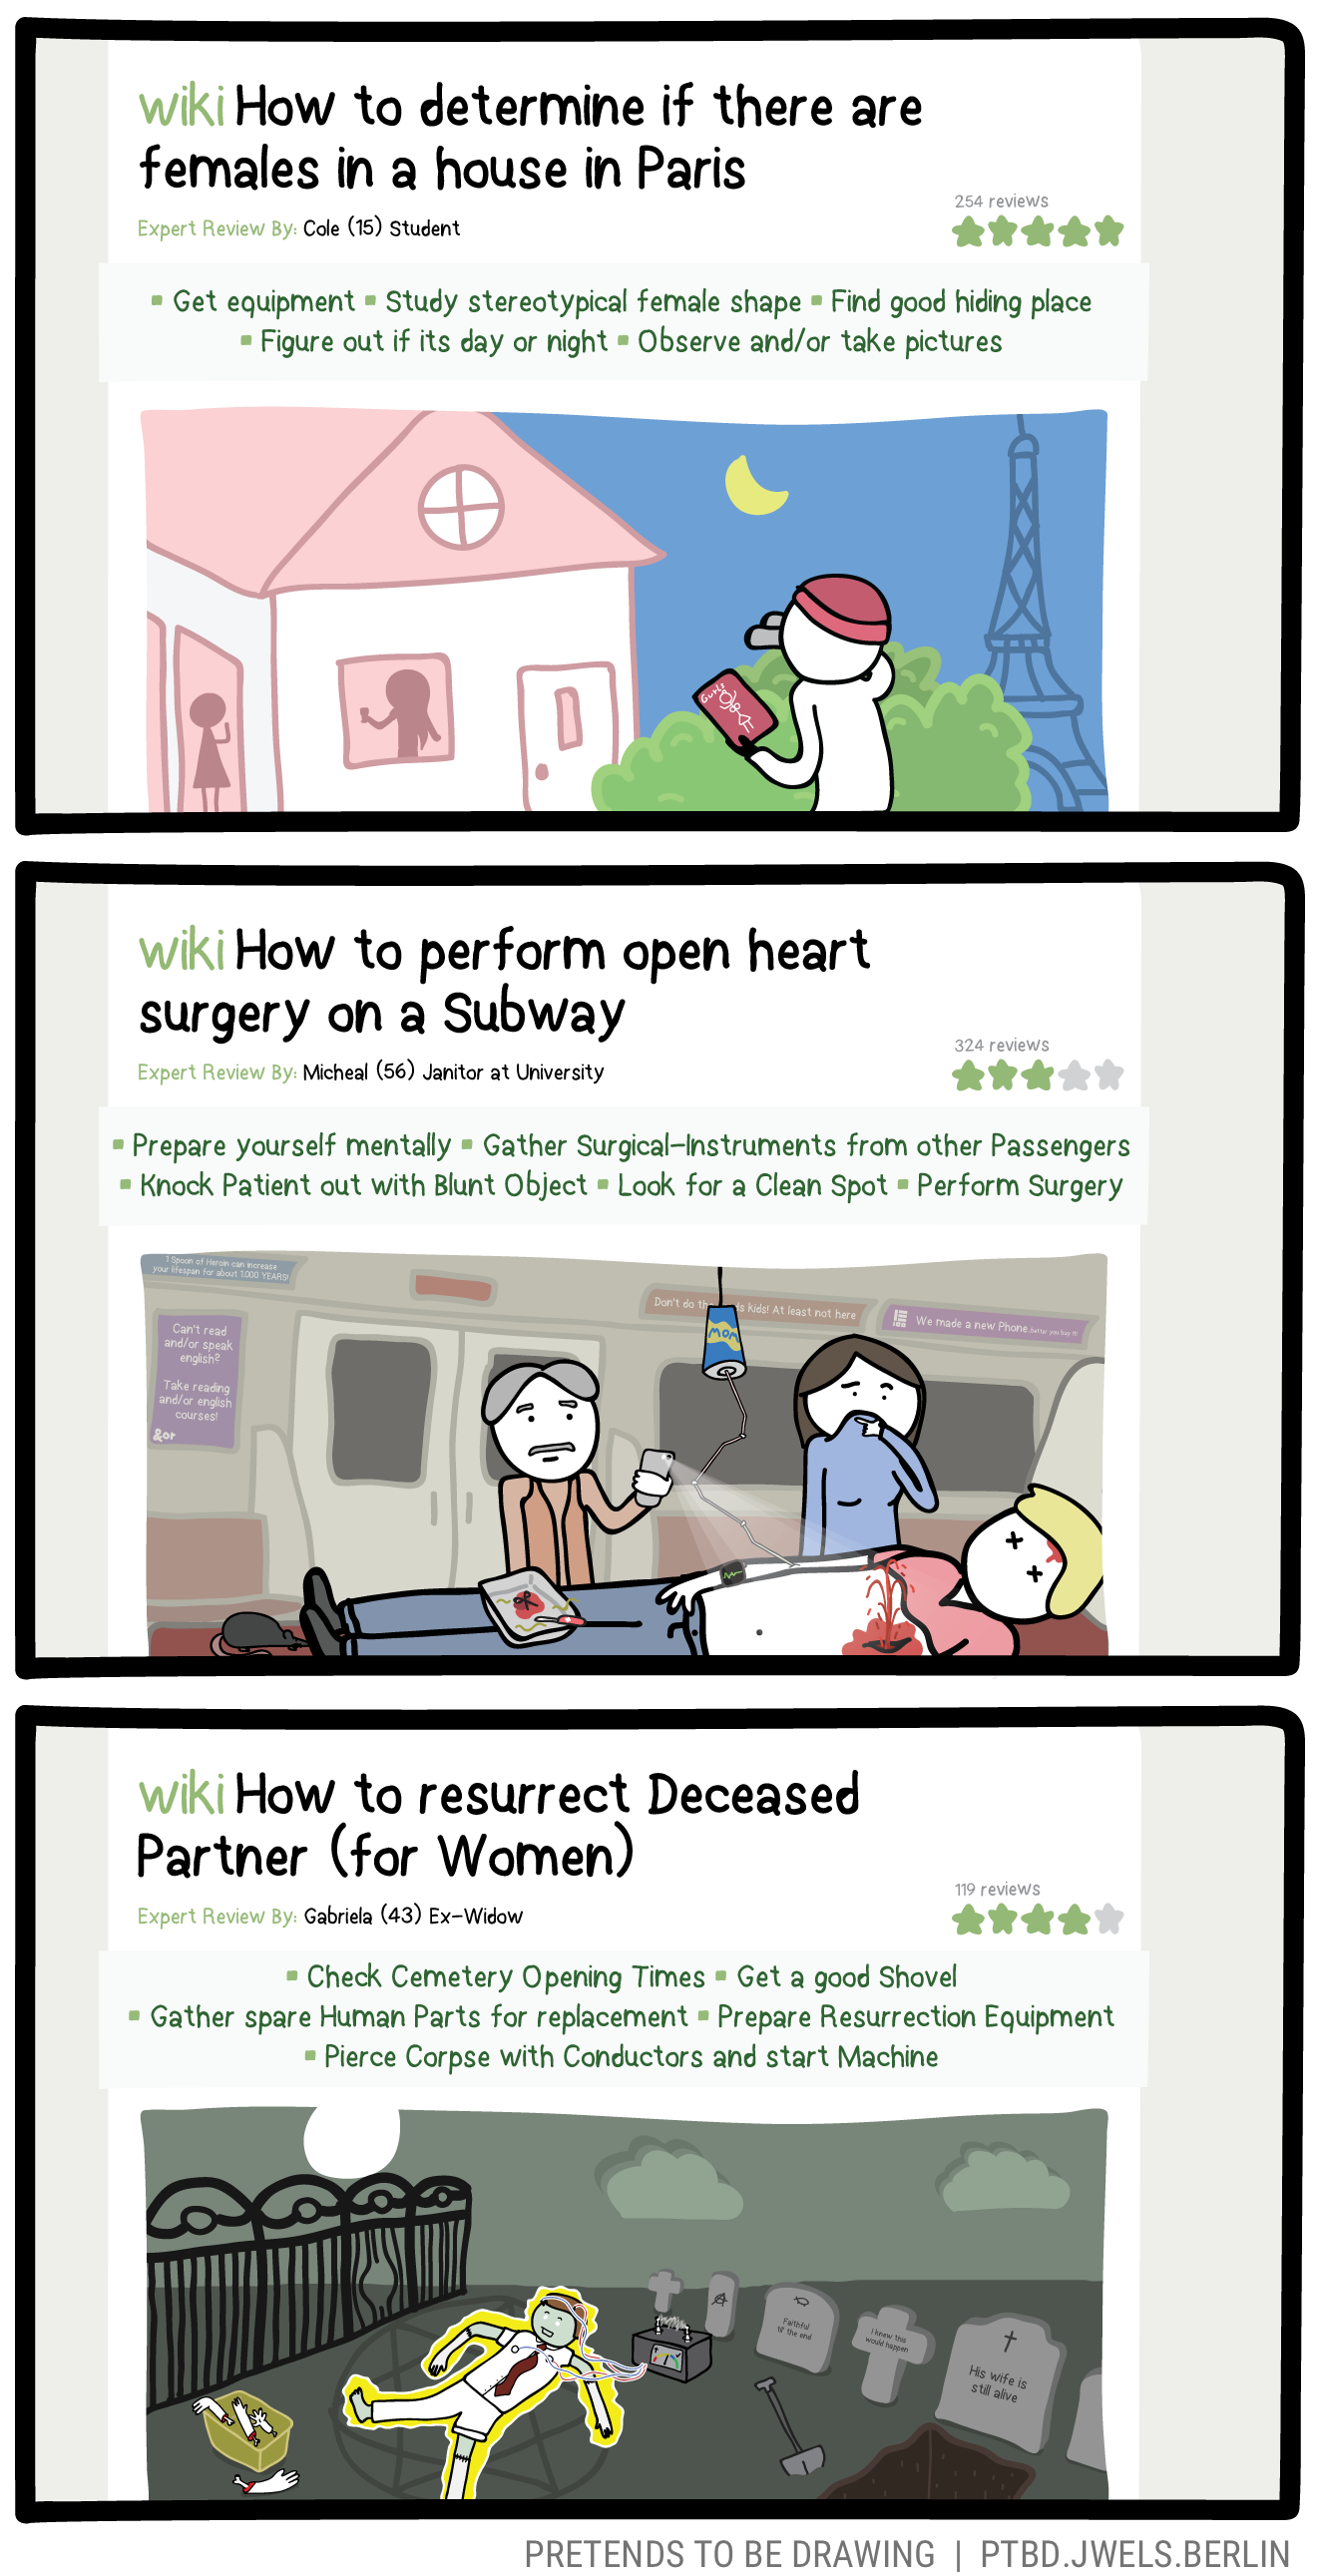 wiki How to determine if there are
females in a house in Paris
254 reviews
Expert Review By: Cole (15) Student
Get equipment Study stereotypical female shape Find good hiding place
Figure out if its day or night Observe and/or take pictures
Gurls
wiki How to perform open heart
surgery on a Subway
324 reviews
Expert Review By: Micheal (56) Janitor at University
Prepare yourself mentally Gather Surgical-Instruments from other Passengers
Knock Patient out with Blunt Object Look for a Clean Spot Perform Surgery
1 Spoon of Heroin can increase
your lifespan for about 1.000 YEARS!
Can't read
and/or speak
english?
Take reading
and/or english
courses!
&or
Don't do kids! At least not here
We made a new Phone. better you buy it!
MOM
wiki How to resurrect Deceased
Partner (for Women)
119 reviews
Expert Review By: Gabriela (43) Ex-Widow
Check Cemetery Opening Times Get a good Shovel
Gather spare Human Parts for replacement Prepare Resurrection Equipment
Pierce Corpse with Conductors and start Machine
Faithful
'til' the end
I knew this
would happen
His wife is
still alive
PRETENDS TO BE DRAWING | PTBD.JWELS.BERLIN